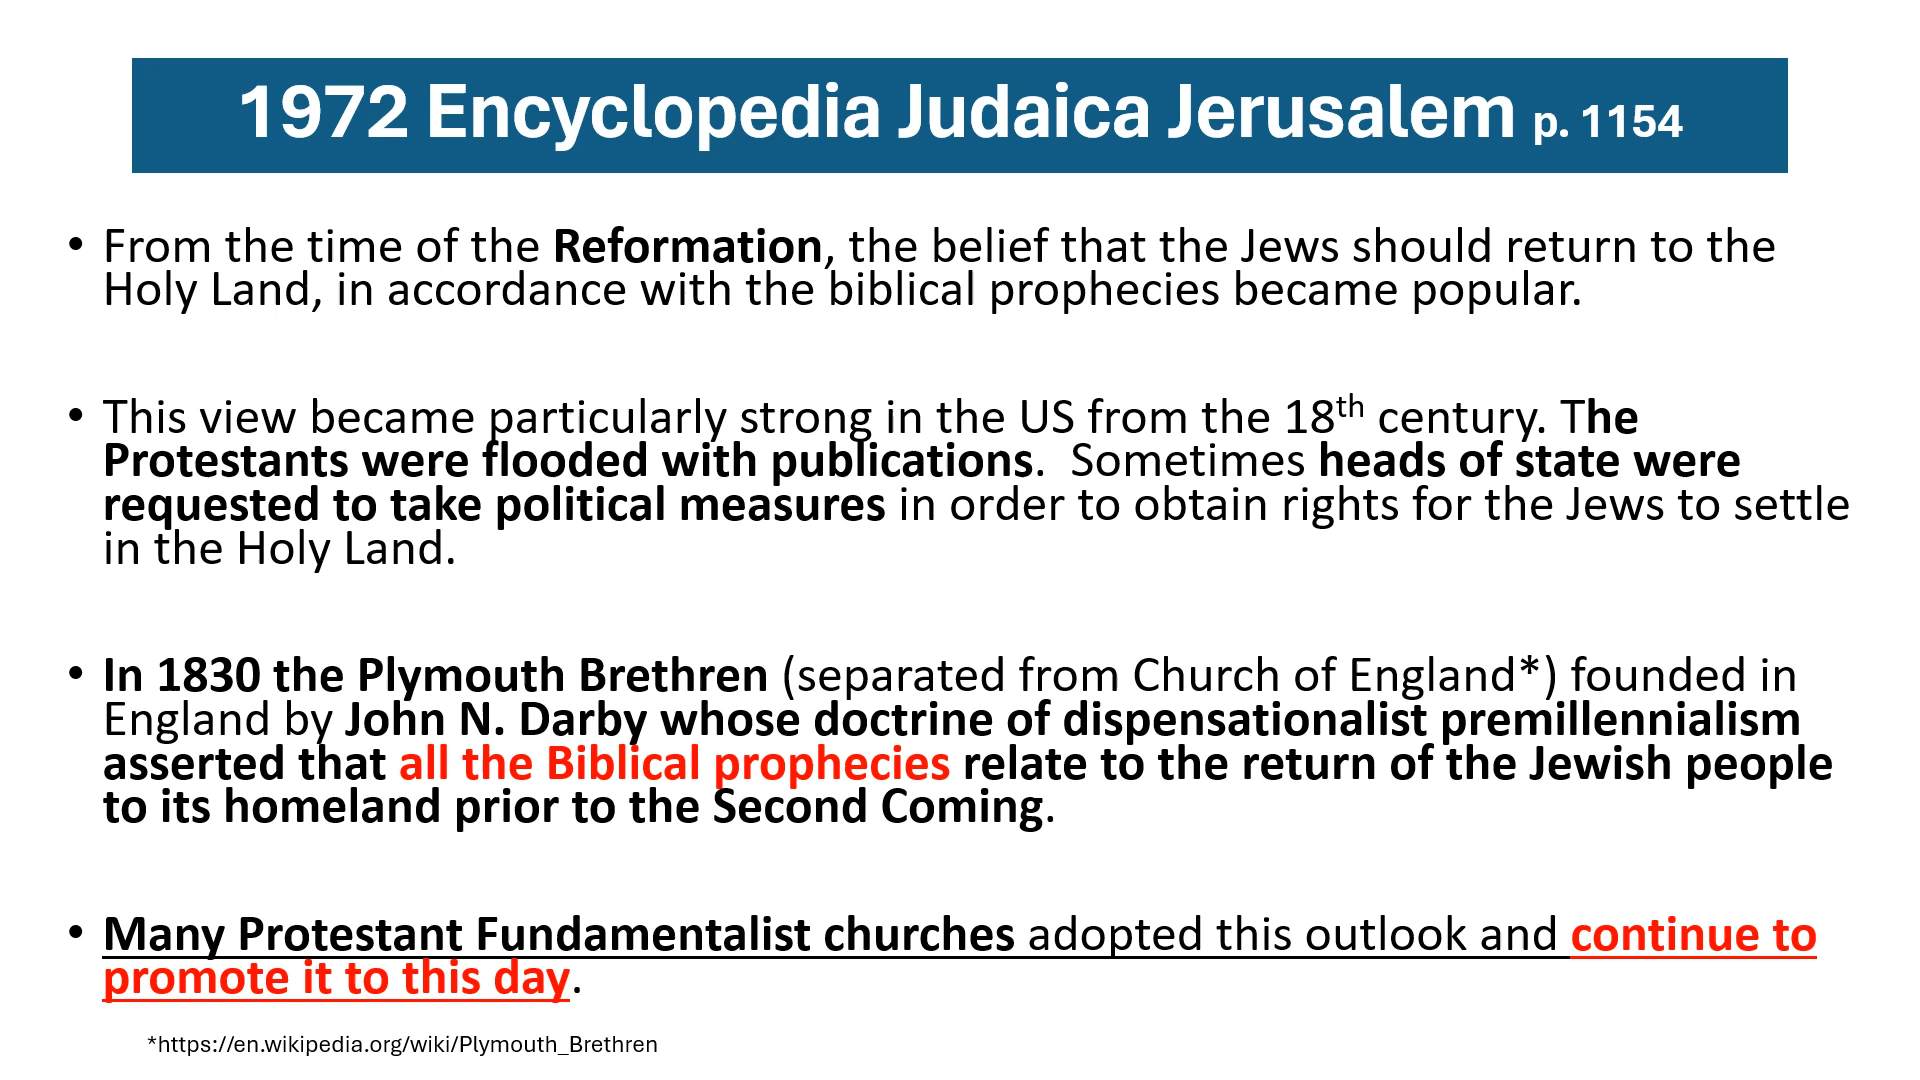 1972 Encyclopedia Judaica Jerusalem p. 1154
• From the time of the Reformation, the belief that the Jews should return to the
Holy Land, in accordance with the biblical prophecies became popular.
• This view became particularly strong in the US from the 18th century. The
Protestants were flooded with publications.  Sometimes heads of state were
requested to take political measures in order to obtain rights for the Jews to settle
in the Holy Land.
• In 1830 the Plymouth Brethren (separated from Church of England*) founded in
England by John N. Darby whose doctrine of dispensationalist premillennialism
asserted that all the Biblical prophecies relate to the return of the Jewish people
to its homeland prior to the Second Coming.
• Many Protestant Fundamentalist churches adopted this outlook and continue to
promote it to this day.
*https://en.wikipedia.org/wiki/Plymouth_Brethren